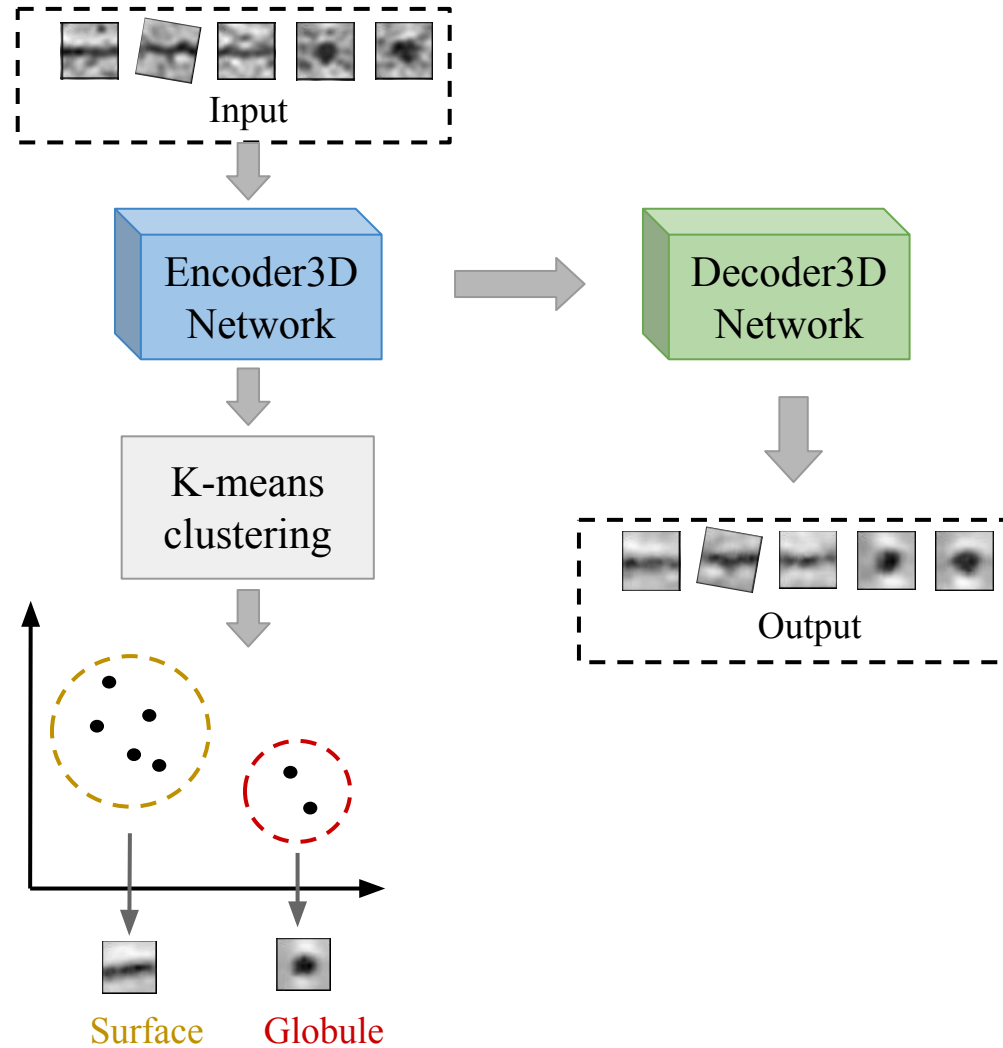 Input
Encoder3D
Network
Decoder3D
Network
K-means
clustering
Output
Surface
Globule